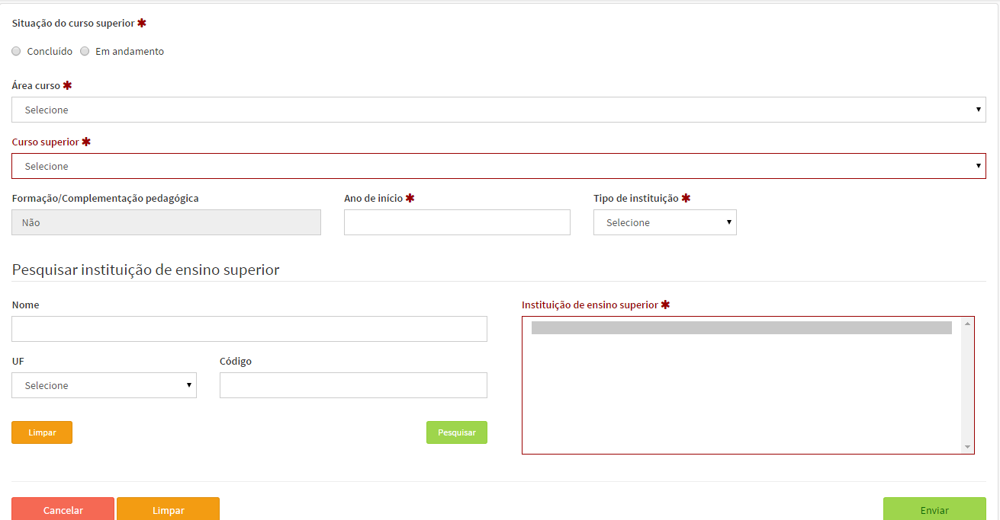 Situação do curso superior ✱
Concluído Em andamento
Área curso ✱
Selecione
Curso superior ✱
Selecione
Formação/Complementação pedagógica Ano de início ✱ Tipo de instituição ✱
Não Selecione
Pesquisar instituição de ensino superior
Nome Instituição de ensino superior ✱
UF Código
Selecione
Limpar Pesquisar
Cancelar Limpar Enviar